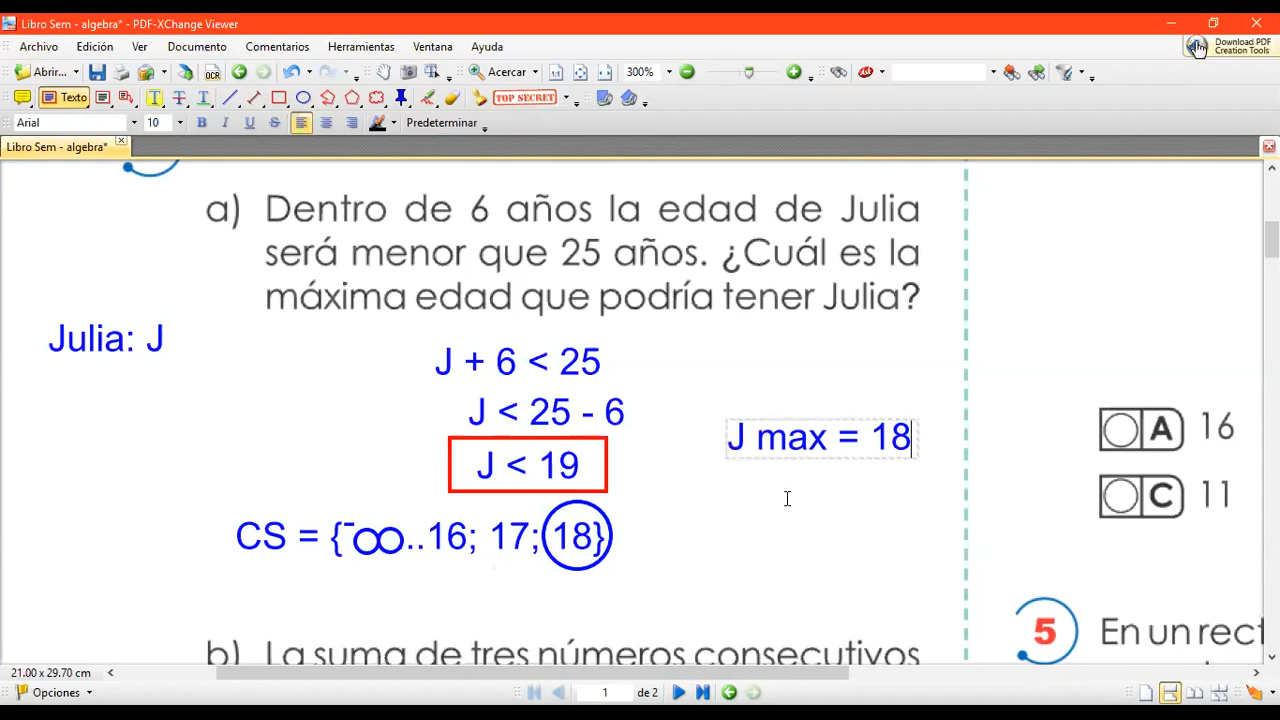 Libro Sem - algebra* - PDF-XChange Viewer
Archivo Edición Ver Documento Comentarios Herramientas Ventana Ayuda
Download PDF
Creation Tools
Abrir... OCR Acercar 300%
Texto TOP SECRET
Arial 10 B I U S Predeterminar
Libro Sem - algebra*
a) Dentro de 6 años la edad de Julia
será menor que 25 años. ¿Cuál es la
máxima edad que podría tener Julia?
Julia: J
J + 6 < 25
J < 25 - 6
J max = 18
J < 19
CS = {-∞..16; 17; 18}
A 16
C 11
b) La suma de tres números consecutivos
5 En un rect
21.00 x 29.70 cm
Opciones 1 de 2